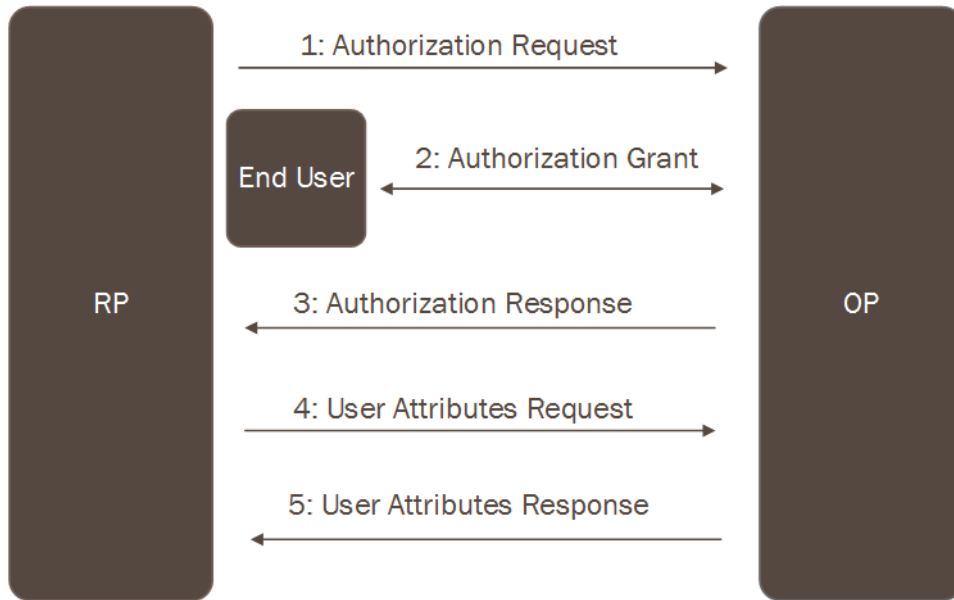 1: Authorization Request
End User
2: Authorization Grant
RP
3: Authorization Response
OP
4: User Attributes Request
5: User Attributes Response